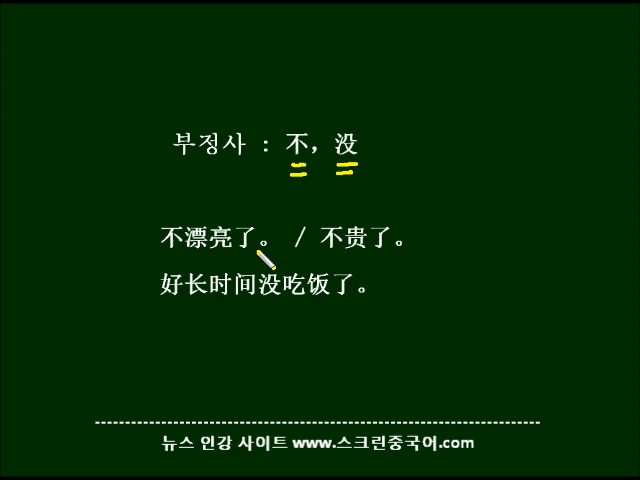 부정사 : 不, 没
不漂亮了。 / 不贵了。
好长时间没吃饭了。
뉴스 인강 사이트 www.스크린중국어.com